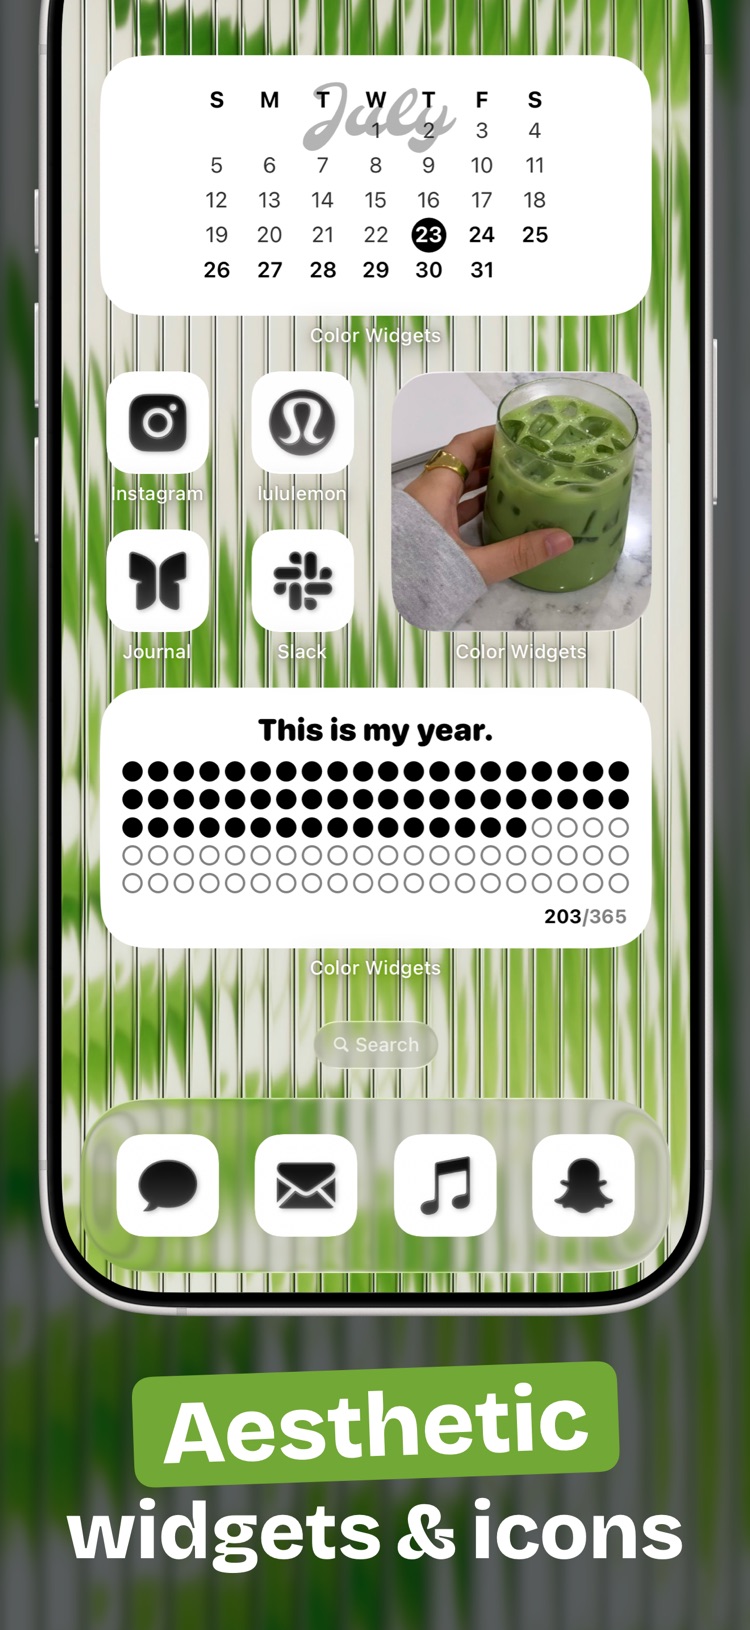 July
S M T W T F S
1 2 3 4
5 6 7 8 9 10 11
12 13 14 15 16 17 18
19 20 21 22 23 24 25
26 27 28 29 30 31
Color Widgets
Instagram lululemon
Journal Slack Color Widgets
This is my year.
203/365
Color Widgets
Search
Aesthetic
widgets & icons